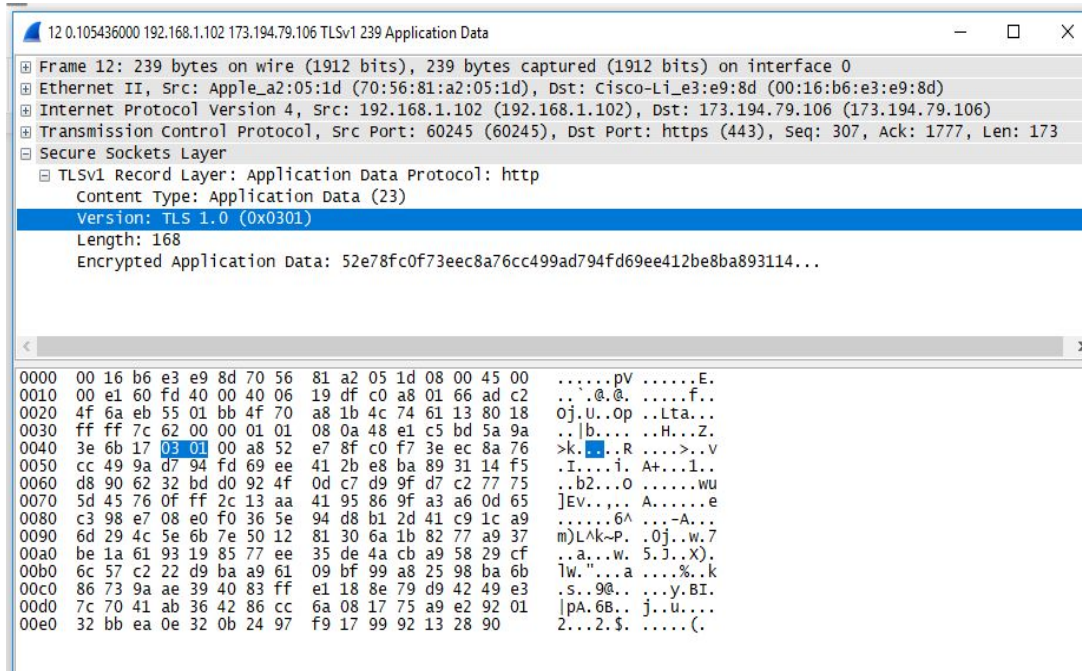 12 0.105436000 192.168.1.102 173.194.79.106 TLSv1 239 Application Data
Frame 12: 239 bytes on wire (1912 bits), 239 bytes captured (1912 bits) on interface 0
Ethernet II, Src: Apple_a2:05:1d (70:56:81:a2:05:1d), Dst: Cisco-Li_e3:e9:8d (00:16:b6:e3:e9:8d)
Internet Protocol Version 4, Src: 192.168.1.102 (192.168.1.102), Dst: 173.194.79.106 (173.194.79.106)
Transmission Control Protocol, Src Port: 60245 (60245), Dst Port: https (443), Seq: 307, Ack: 1777, Len: 173
Secure Sockets Layer
TLSv1 Record Layer: Application Data Protocol: http
Content Type: Application Data (23)
Version: TLS 1.0 (0x0301)
Length: 168
Encrypted Application Data: 52e78fc0f73eec8a76cc499ad794fd69ee412be8ba893114...
0000 00 16 b6 e3 e9 8d 70 56 81 a2 05 1d 08 00 45 00 ......pV ......E.
0010 00 e1 60 fd 40 00 40 06 19 df c0 a8 01 66 ad c2 ..`.@.@. .....f..
0020 4f 6a eb 55 01 bb 4f 70 a8 1b 4c 74 61 13 80 18 Oj.U..Op ..Lta...
0030 ff ff 7c 62 00 00 01 01 08 0a 48 e1 c5 bd 5a 9a ..|b.... ..H...Z.
0040 3e 6b 17 03 01 00 a8 52 e7 8f c0 f7 3e ec 8a 76 >k.....R ....>..v
0050 cc 49 9a d7 94 fd 69 ee 41 2b e8 ba 89 31 14 f5 .I....i. A+...1..
0060 d8 90 62 32 bd d0 92 4f 0d c7 d9 9f d7 c2 77 75 ..b2...O ......wu
0070 5d 45 76 0f ff 2c 13 aa 41 95 86 9f a3 a6 0d 65 ]Ev..,.. A......e
0080 c3 98 e7 08 e0 f0 36 5e 94 d8 b1 2d 41 c9 1c a9 ......6^ ...-A...
0090 6d 29 4c 5e 6b 7e 50 12 81 30 6a 1b 82 77 a9 37 m)L^k~P. .0j..w.7
00a0 be 1a 61 93 19 85 77 ee 35 de 4a cb a9 58 29 cf ..a...w. 5.J..X).
00b0 6c 57 c2 22 d9 ba a9 61 09 bf 99 a8 25 98 ba 6b lW."...a ....%..k
00c0 86 73 9a ae 39 40 83 ff e1 18 8e 79 d9 42 49 e3 .s..9@.. ...y.BI.
00d0 7c 70 41 ab 36 42 86 cc 6a 08 17 75 a9 e2 92 01 |pA.6B.. j..u....
00e0 32 bb ea 0e 32 0b 24 97 f9 17 99 92 13 28 90 2...2.$. .....(.